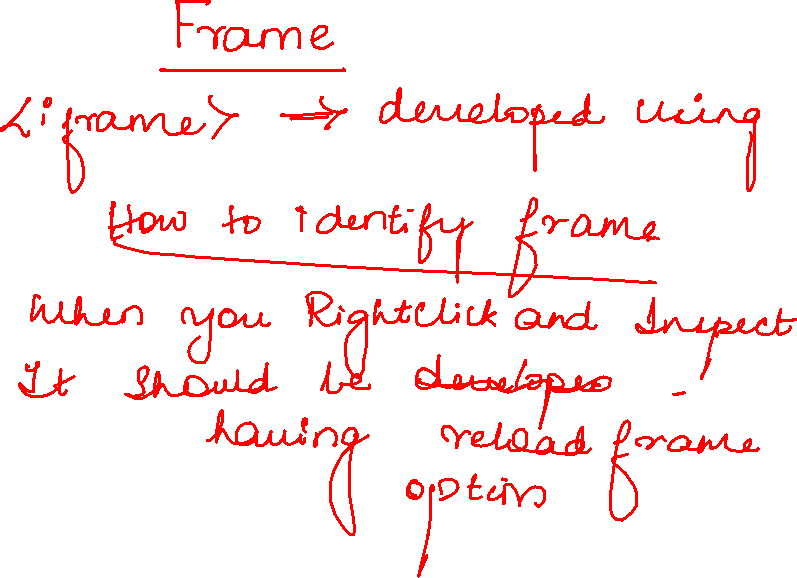 Frame
<iframe> → developed using
How to identify frame
When you RightClick and Inspect
It should be developes
having reload frame
option